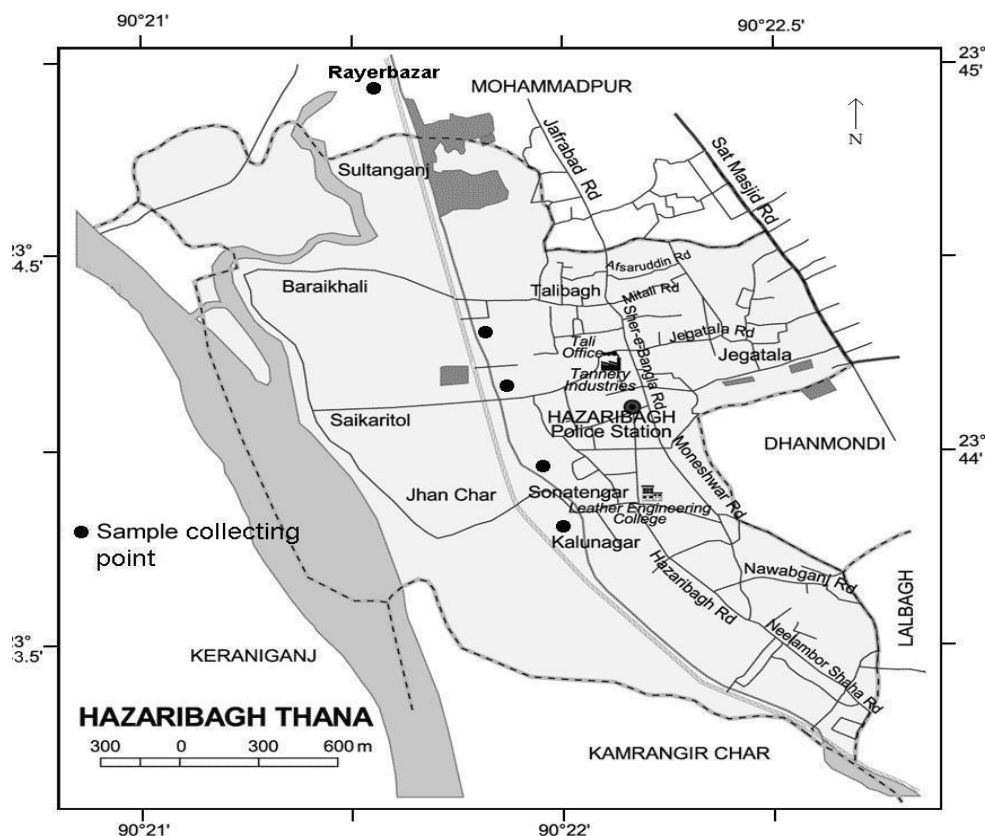 90°21'
90°22.5'
23°
45'
Rayerbazar
MOHAMMADPUR
N
Jafrabad Rd
Sat Masjid Rd
Sultanganj
23°
4.5'
Afsaruddin Rd
Baraikhali
Talibagh
Mitali Rd
Sher-e-Bangla Rd
Jegatala Rd
Tali
Office
Jegatala
Tannery
Industries
Saikaritol
HAZARIBAGH
Police Station
DHANMONDI
23°
44'
Moneshwar Rd
Jhan Char
Sonatengar
Leather Engineering
College
Sample collecting
point
Kalunagar
Hazaribagh Rd
Nawabganj Rd
LALBAGH
Neelambor Shaha Rd
3°
3.5'
KERANIGANJ
HAZARIBAGH THANA
300 0 300 600 m
KAMRANGIR CHAR
90°21'
90°22'